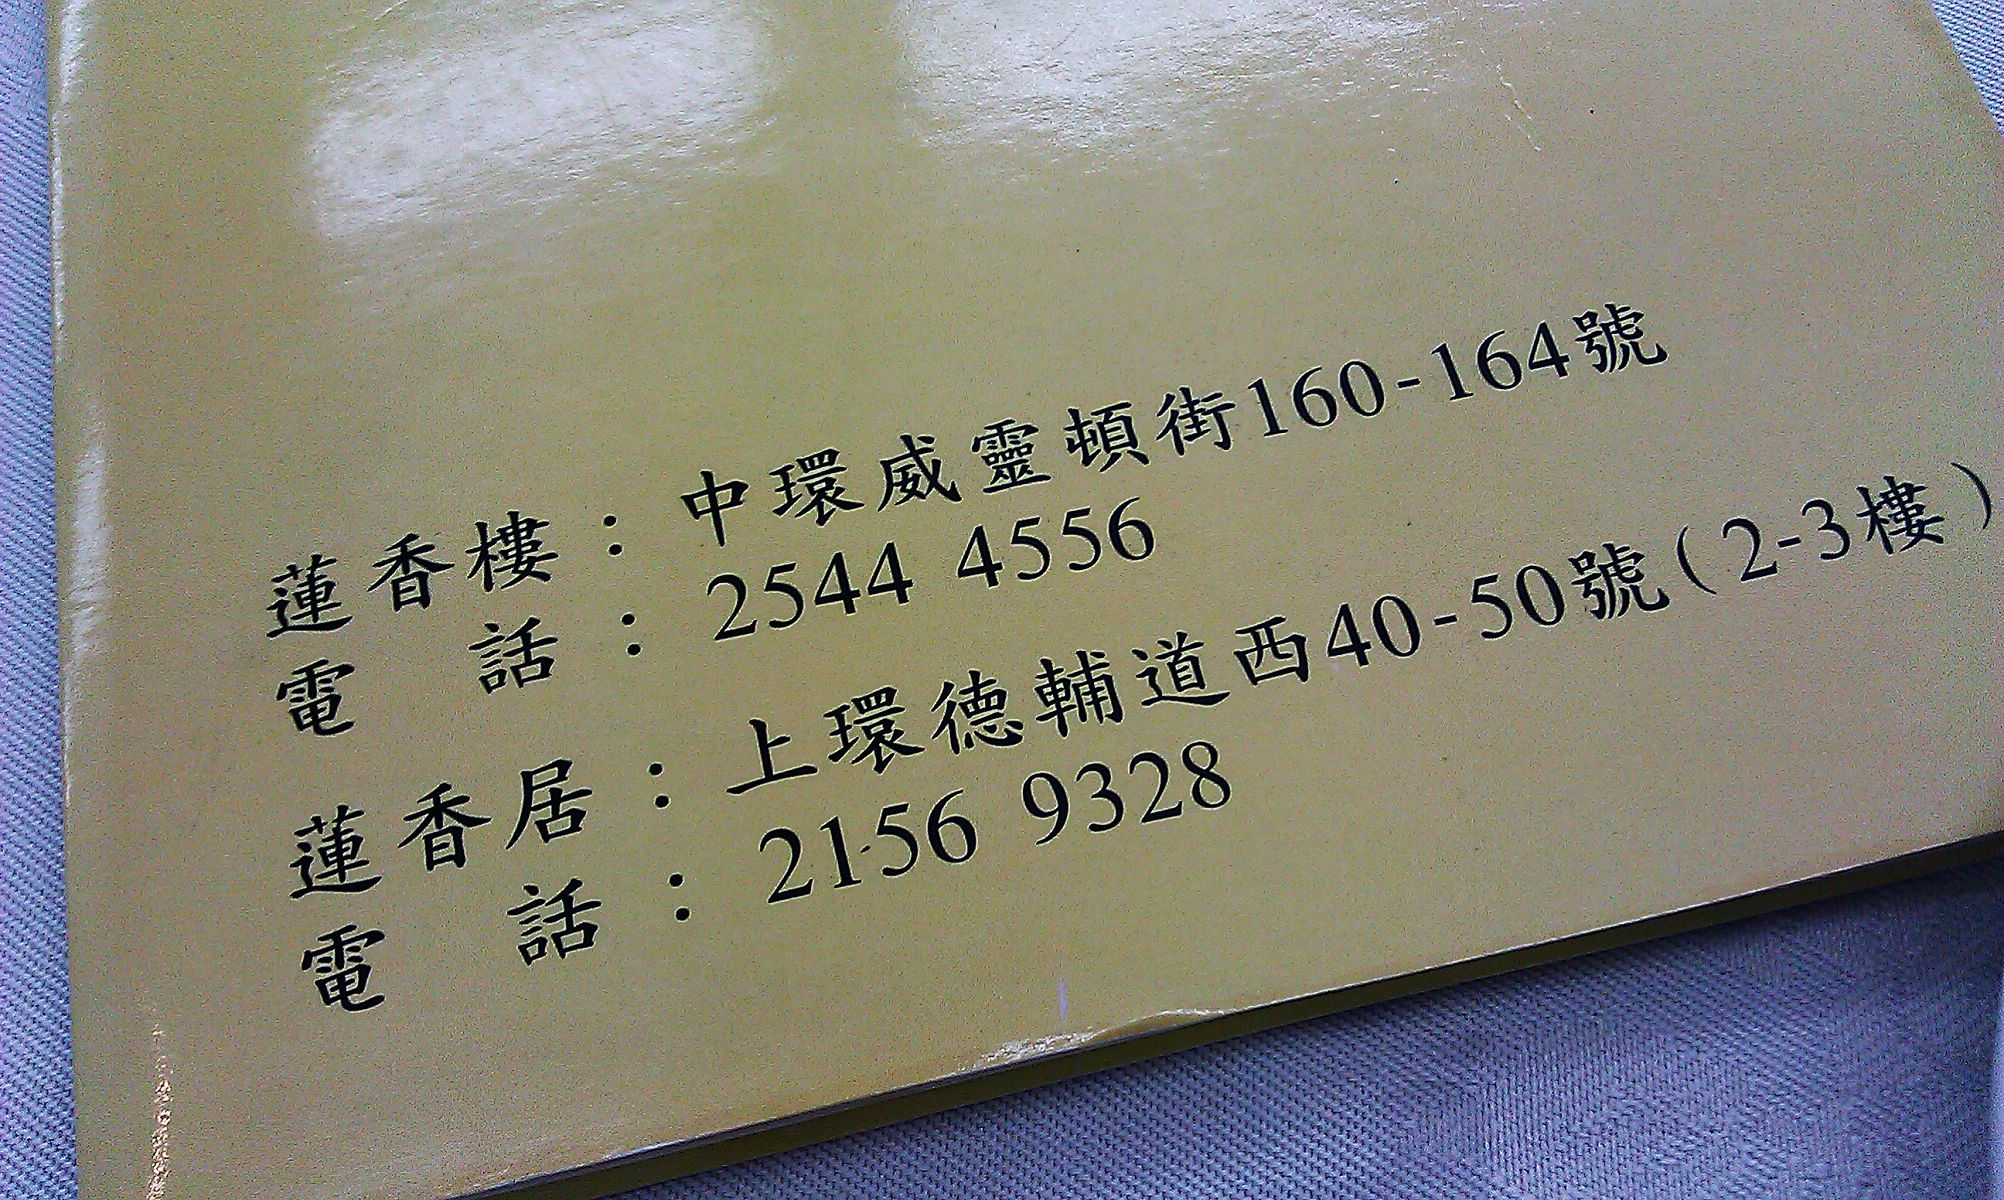 蓮香樓：中環威靈頓街160-164號
電話：2544 4556
蓮香居：上環德輔道西40-50號(2-3樓)
電話：2156 9328